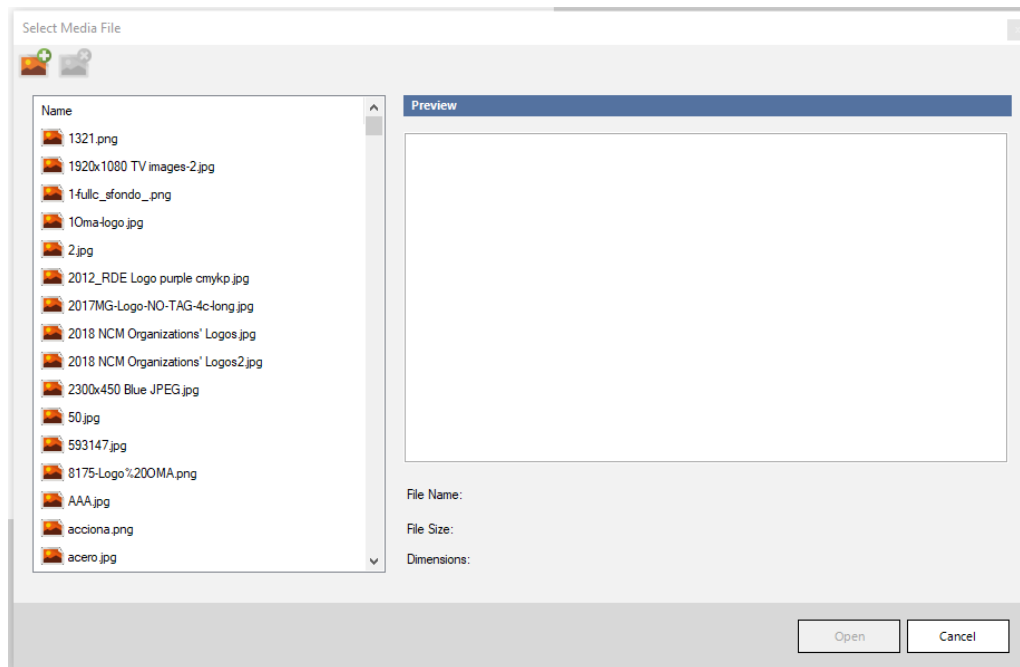 Select Media File
Name
1321.png
1920x1080 TV images-2.jpg
1-fullc_sfondo_.png
1Oma-logo.jpg
2.jpg
2012_RDE Logo purple cmykp.jpg
2017MG-Logo-NO-TAG-4c-long.jpg
2018 NCM Organizations' Logos.jpg
2018 NCM Organizations' Logos2.jpg
2300x450 Blue JPEG.jpg
50.jpg
593147.jpg
8175-Logo%20OMA.png
AAA.jpg
acciona.png
acero.jpg
Preview
File Name:
File Size:
Dimensions:
Open
Cancel